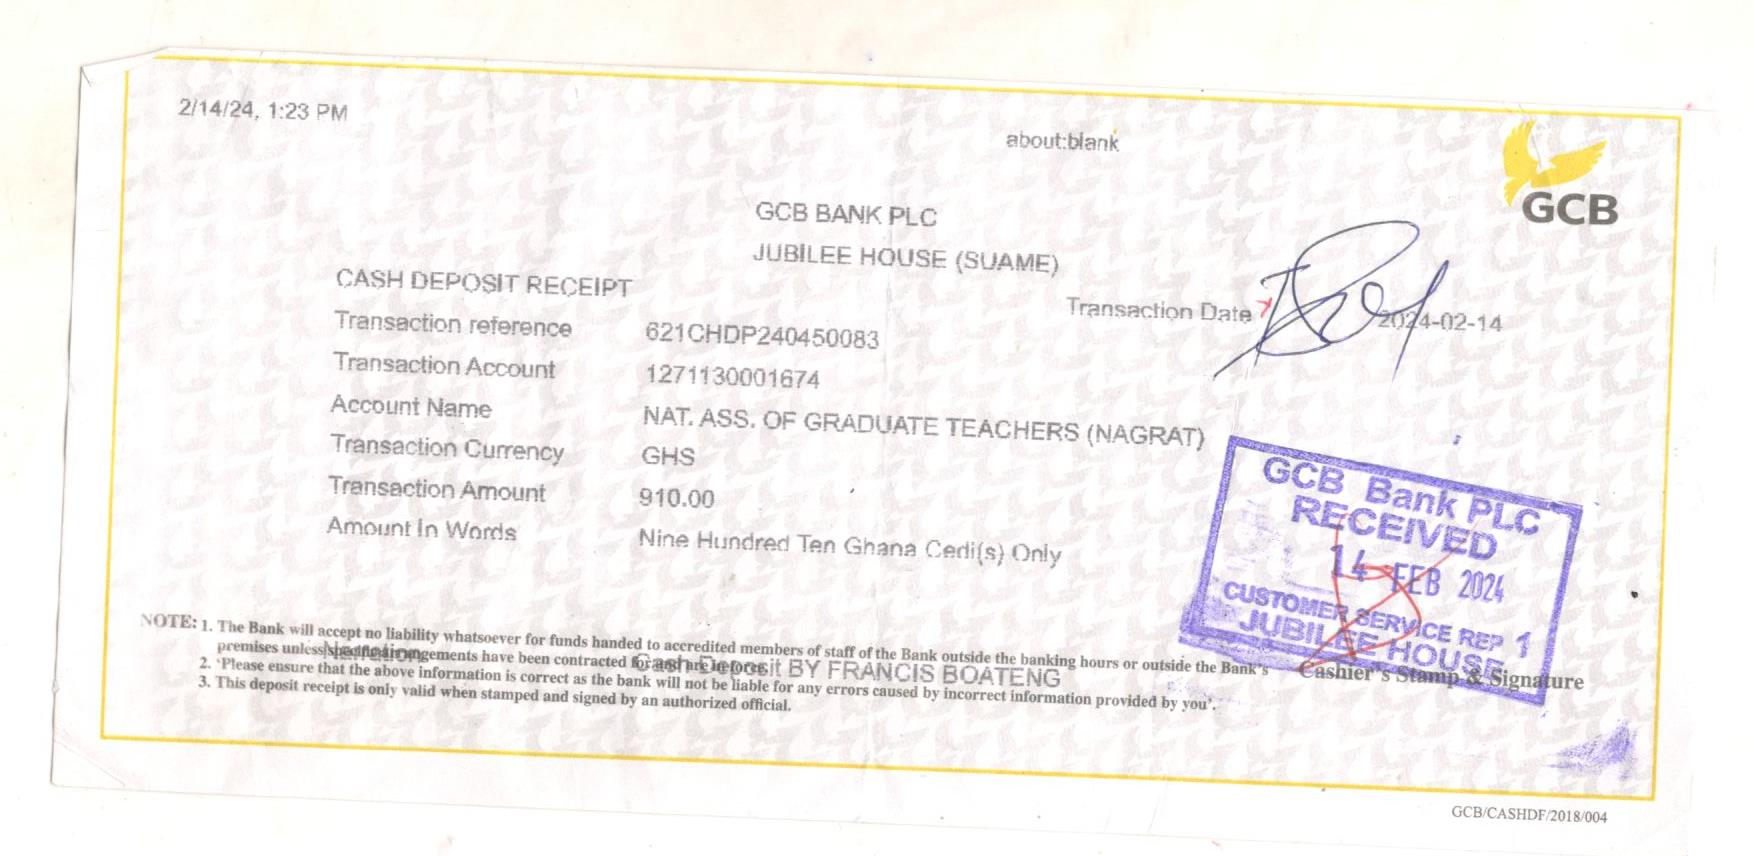 2/14/24, 1:23 PM
about:blank
GCB
GCB BANK PLC
JUBILEE HOUSE (SUAME)
CASH DEPOSIT RECEIPT
Transaction Date 2024-02-14
Transaction reference 621CHDP240450083
Transaction Account 1271130001674
Account Name NAT. ASS. OF GRADUATE TEACHERS (NAGRAT)
Transaction Currency GHS
Transaction Amount 910.00
Amount In Words Nine Hundred Ten Ghana Cedi(s) Only
GCB Bank PLC
RECEIVED
14 FEB 2024
CUSTOMER SERVICE REP 1
JUBILEE HOUSE
Cashier's Stamp & Signature
NOTE: 1. The Bank will accept no liability whatsoever for funds handed to accredited members of staff of the Bank outside the banking hours or outside the Bank's
premises unless specific arrangements have been contracted for and are in force.
Narration Cash Deposit BY FRANCIS BOATENG
2. 'Please ensure that the above information is correct as the bank will not be liable for any errors caused by incorrect information provided by you'.
3. This deposit receipt is only valid when stamped and signed by an authorized official.
GCB/CASHDF/2018/004